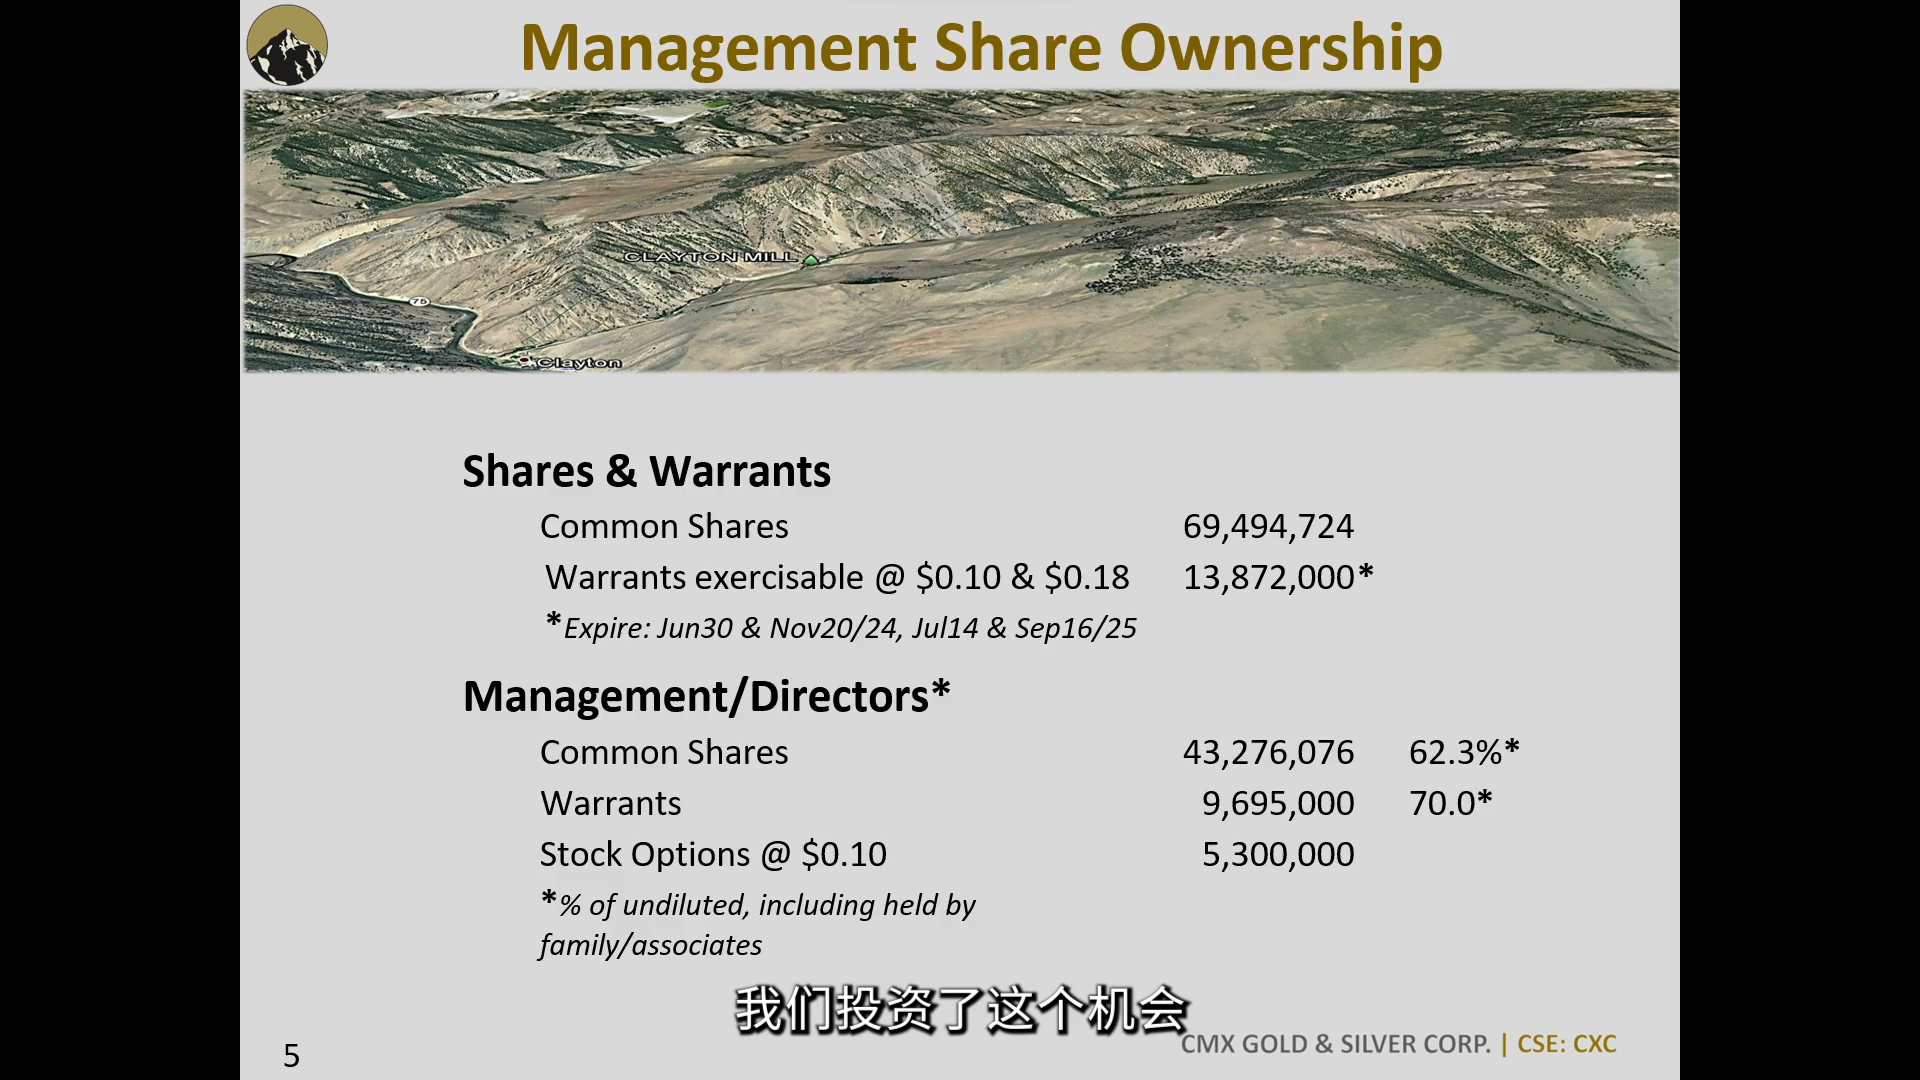 Management Share Ownership
CLAYTON MILL
75
Clayton
Shares & Warrants
Common Shares 69,494,724
Warrants exercisable @ $0.10 & $0.18 13,872,000*
*Expire: Jun30 & Nov20/24, Jul14 & Sep16/25
Management/Directors*
Common Shares 43,276,076 62.3%*
Warrants 9,695,000 70.0*
Stock Options @ $0.10 5,300,000
*% of undiluted, including held by
family/associates
我们投资了这个机会
CMX GOLD & SILVER CORP. | CSE: CXC
5